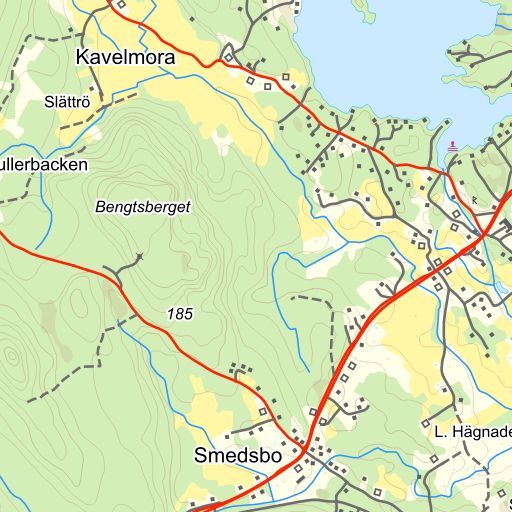 Kavelmora
Slättrö
ullerbacken
Bengtsberget
185
Smedsbo
L. Hägnade